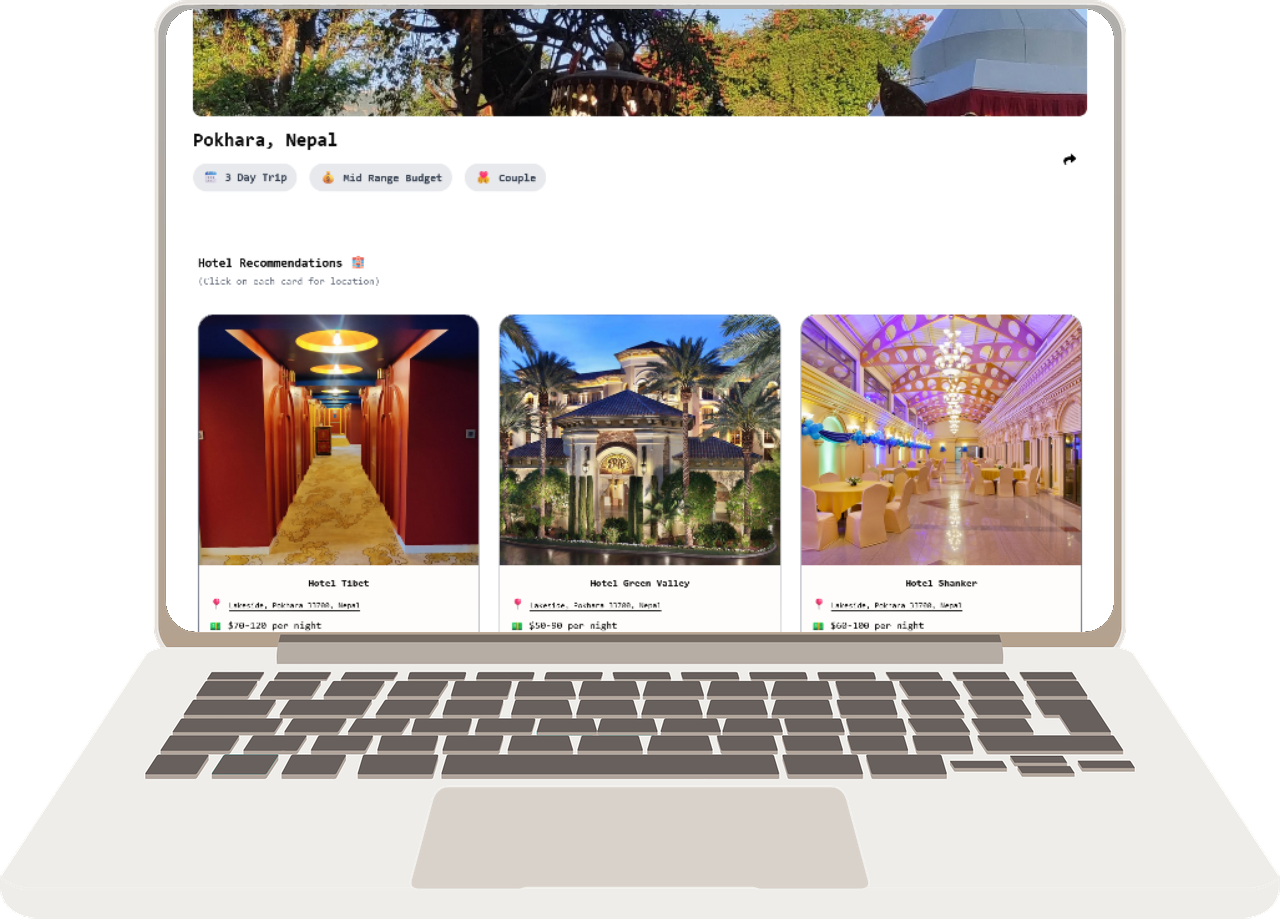 Pokhara, Nepal
3 Day Trip
Mid Range Budget
Couple
Hotel Recommendations
(Click on each card for location)
Hotel Tibet
Hotel Green Valley
Hotel Shanker
Lakeside, Pokhara 33700, Nepal
Lakeside, Pokhara 33700, Nepal
Lakeside, Pokhara 33700, Nepal
$70-120 per night
$50-90 per night
$60-100 per night